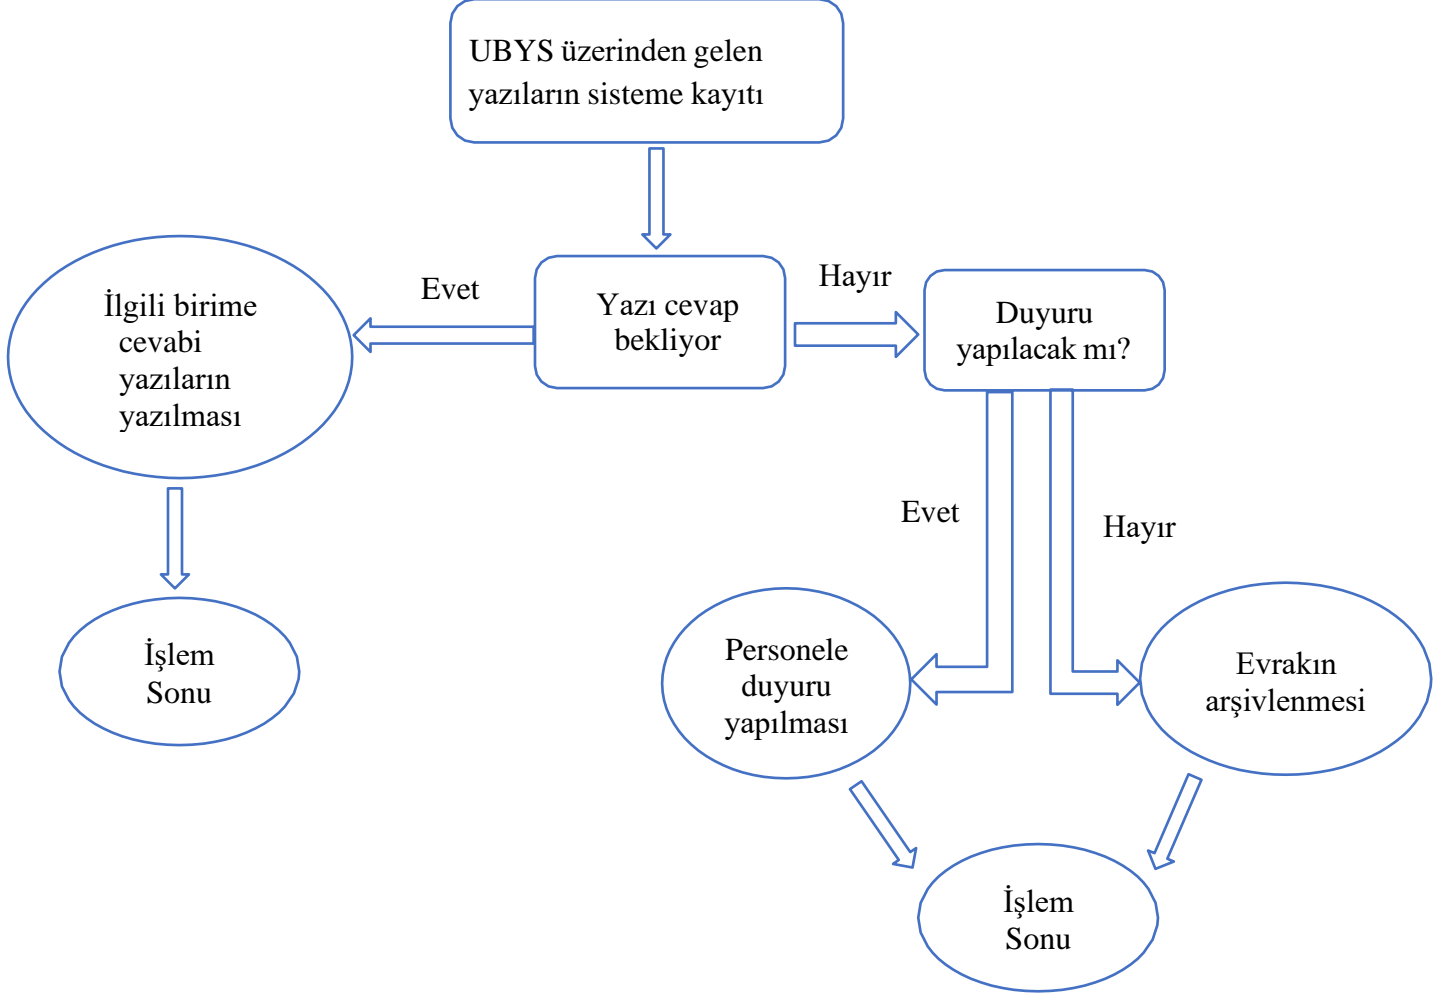 UBYS üzerinden gelen
yazıların sisteme kayıtı
Evet
Hayır
İlgili birime
cevabi
yazıların
yazılması
Yazı cevap
bekliyor
Duyuru
yapılacak mı?
Evet
Hayır
İşlem
Sonu
Personele
duyuru
yapılması
Evrakın
arşivlenmesi
İşlem
Sonu